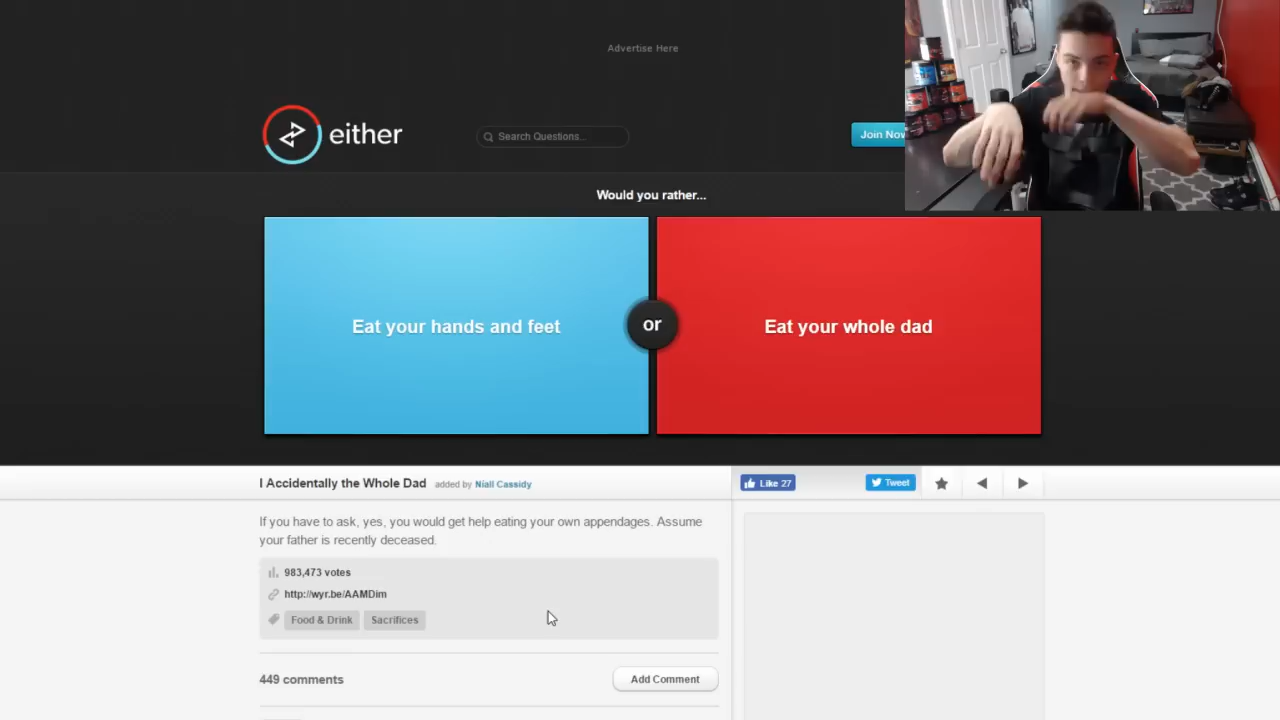 Advertise Here
either
Search Questions...
Join Now
Would you rather...
Eat your hands and feet
or
Eat your whole dad
I Accidentally the Whole Dad added by Niall Cassidy
Like 27
Tweet
If you have to ask, yes, you would get help eating your own appendages. Assume
your father is recently deceased.
983,473 votes
http://wyr.be/AAMDim
Food & Drink
Sacrifices
449 comments
Add Comment